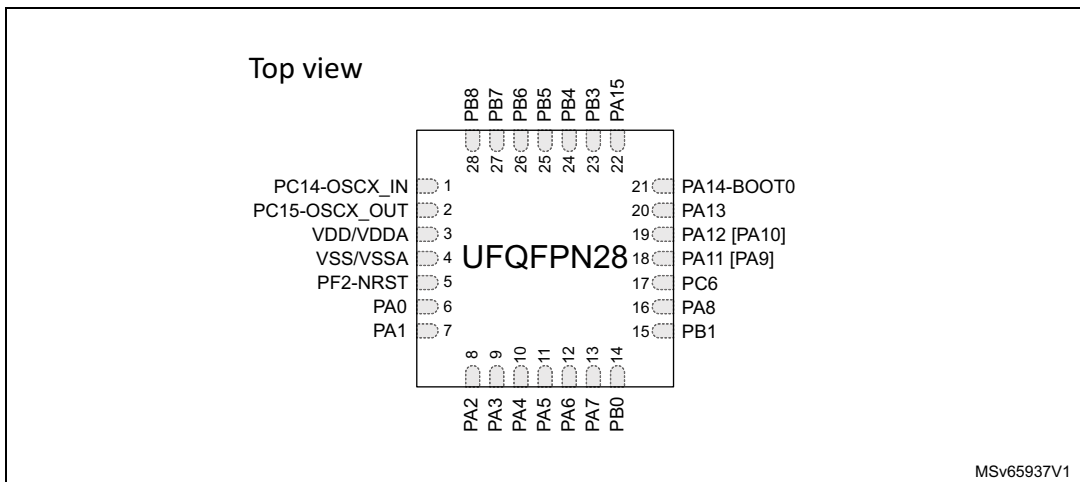 Top view
PB8
PB7
PB6
PB5
PB4
PB3
PA15
28
27
26
25
24
23
22
PC14-OSCX_IN 1
PC15-OSCX_OUT 2
VDD/VDDA 3
VSS/VSSA 4
PF2-NRST 5
PA0 6
PA1 7
UFQFPN28
21 PA14-BOOT0
20 PA13
19 PA12 [PA10]
18 PA11 [PA9]
17 PC6
16 PA8
15 PB1
8
9
10
11
12
13
14
PA2
PA3
PA4
PA5
PA6
PA7
PB0
MSv65937V1